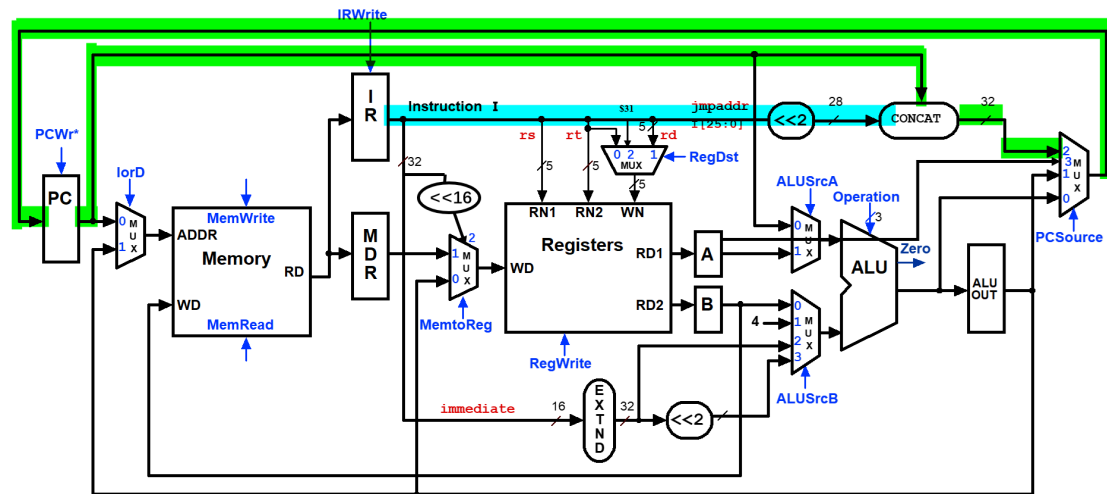 IRWrite
I
R
Instruction I
$31
jmpaddr
I[25:0]
28
<<2
CONCAT
32
5
rs
rt
rd
PCWr*
PC
IorD
0
1
M
U
X
MemWrite
ADDR
Memory
RD
WD
MemRead
32
<<16
M
D
R
2
1
0
M
U
X
MemtoReg
5
5
0 2 1
MUX
RegDst
5
RN1 RN2 WN
Registers
WD
RD1
RD2
RegWrite
A
B
ALUSrcA
0
1
M
U
X
Operation
3
ALU
Zero
4
0
1
2
3
M
U
X
ALUSrcB
ALU
OUT
2
3
1
0
M
U
X
PCSource
immediate
16
E
X
T
N
D
32
<<2